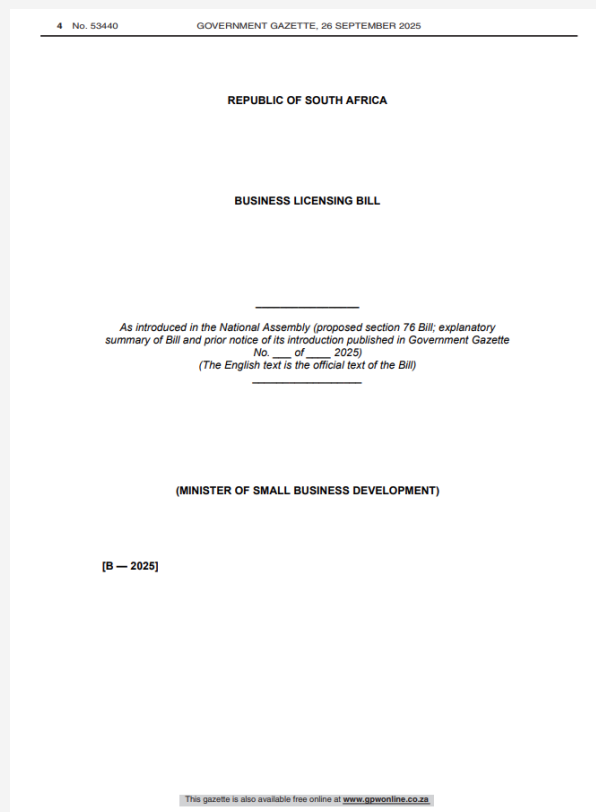 4 No. 53440 GOVERNMENT GAZETTE, 26 SEPTEMBER 2025
REPUBLIC OF SOUTH AFRICA
BUSINESS LICENSING BILL
As introduced in the National Assembly (proposed section 76 Bill; explanatory
summary of Bill and prior notice of its introduction published in Government Gazette
No. ___ of ____ 2025)
(The English text is the official text of the Bill)
(MINISTER OF SMALL BUSINESS DEVELOPMENT)
[B — 2025]
This gazette is also available free online at www.gpwonline.co.za